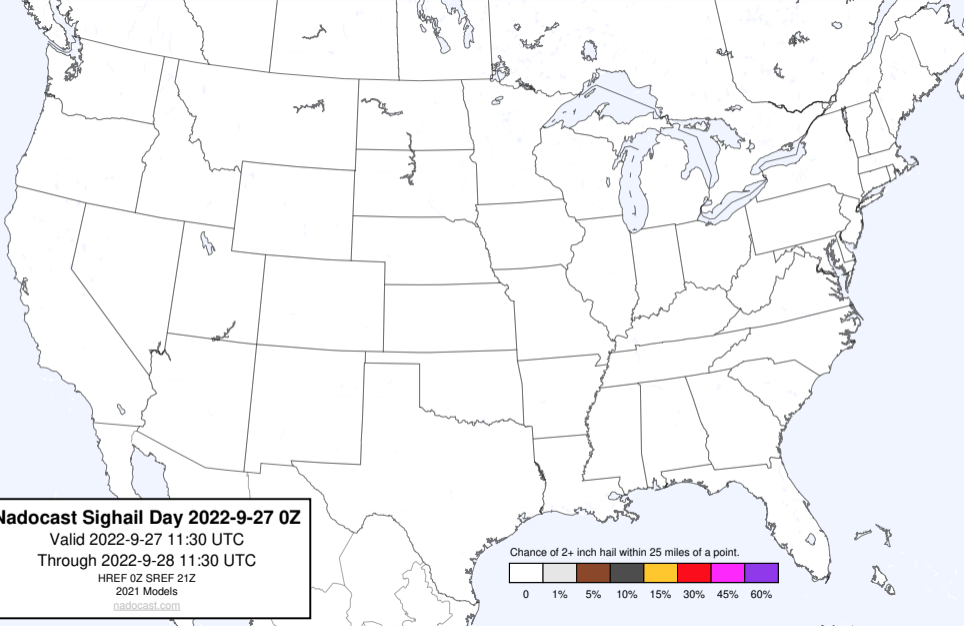 Nadocast Sighail Day 2022-9-27 0Z
Valid 2022-9-27 11:30 UTC
Through 2022-9-28 11:30 UTC
HREF 0Z SREF 21Z
2021 Models
nadocast.com
Chance of 2+ inch hail within 25 miles of a point.
0 1% 5% 10% 15% 30% 45% 60%